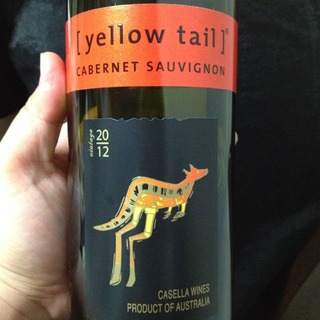 [ yellow tail ]®
CABERNET SAUVIGNON
vintage
20
12
CASELLA WINES
PRODUCT OF AUSTRALIA